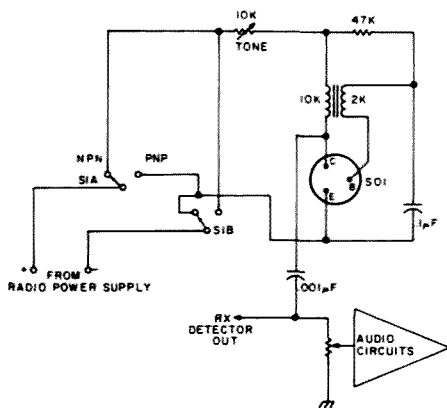 10K
TONE
47K
10K
2K
NPN
PNP
S1A
C
B
E
SO1
S1B
.1µF
+
-
FROM
RADIO POWER SUPPLY
.001µF
RX
DETECTOR
OUT
AUDIO
CIRCUITS